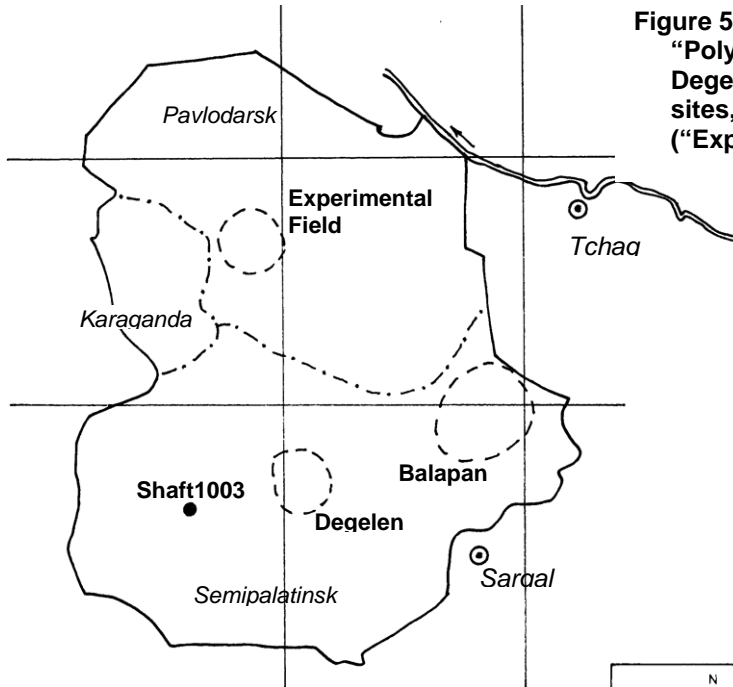 Figure 5
"Poly
Dege
sites,
("Exp
Pavlodarsk
Experimental
Field
Tchag
Karaganda
Balapan
Shaft1003
Degelen
Sargal
Semipalatinsk
N